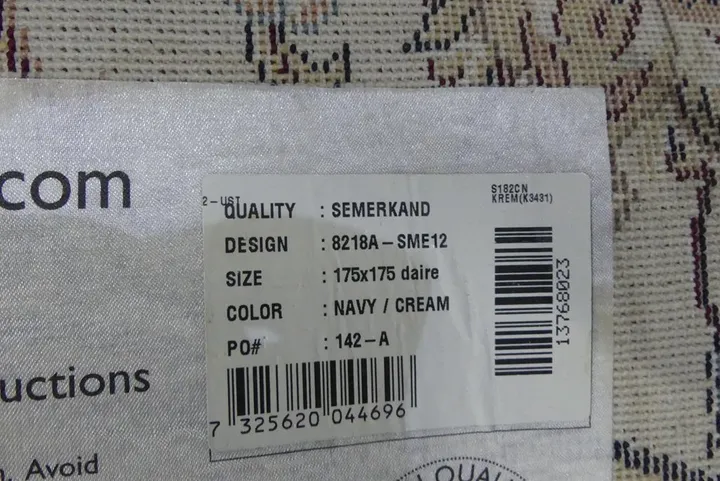 .com
2-UST
QUALITY : SEMERKAND
DESIGN : 8218A-SME12
SIZE : 175x175 daire
COLOR : NAVY / CREAM
PO# : 142-A
7 325620 044696
S182CN
KREM(K3431)
13768023
uctions
Avoid
QUAL